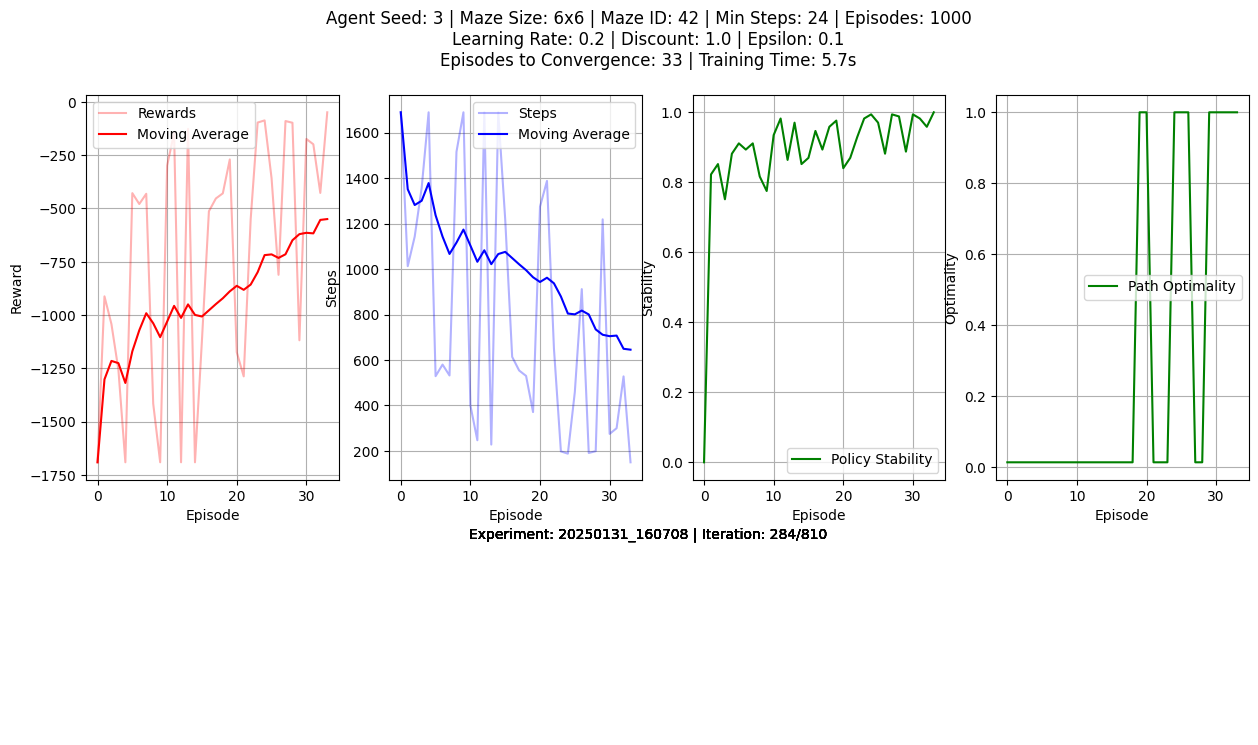 Agent Seed: 3 | Maze Size: 6x6 | Maze ID: 42 | Min Steps: 24 | Episodes: 1000
Learning Rate: 0.2 | Discount: 1.0 | Epsilon: 0.1
Episodes to Convergence: 33 | Training Time: 5.7s
Reward
0
−250
−500
−750
−1000
−1250
−1500
−1750
Rewards
Moving Average
0
10
20
30
Episode
Steps
1600
1400
1200
1000
800
600
400
200
Steps
Moving Average
0
10
20
30
Episode
Stability
1.0
0.8
0.6
0.4
0.2
0.0
Policy Stability
0
10
20
30
Episode
Optimality
1.0
0.8
0.6
0.4
0.2
0.0
Path Optimality
0
10
20
30
Episode
Experiment: 20250131_160708 | Iteration: 284/810